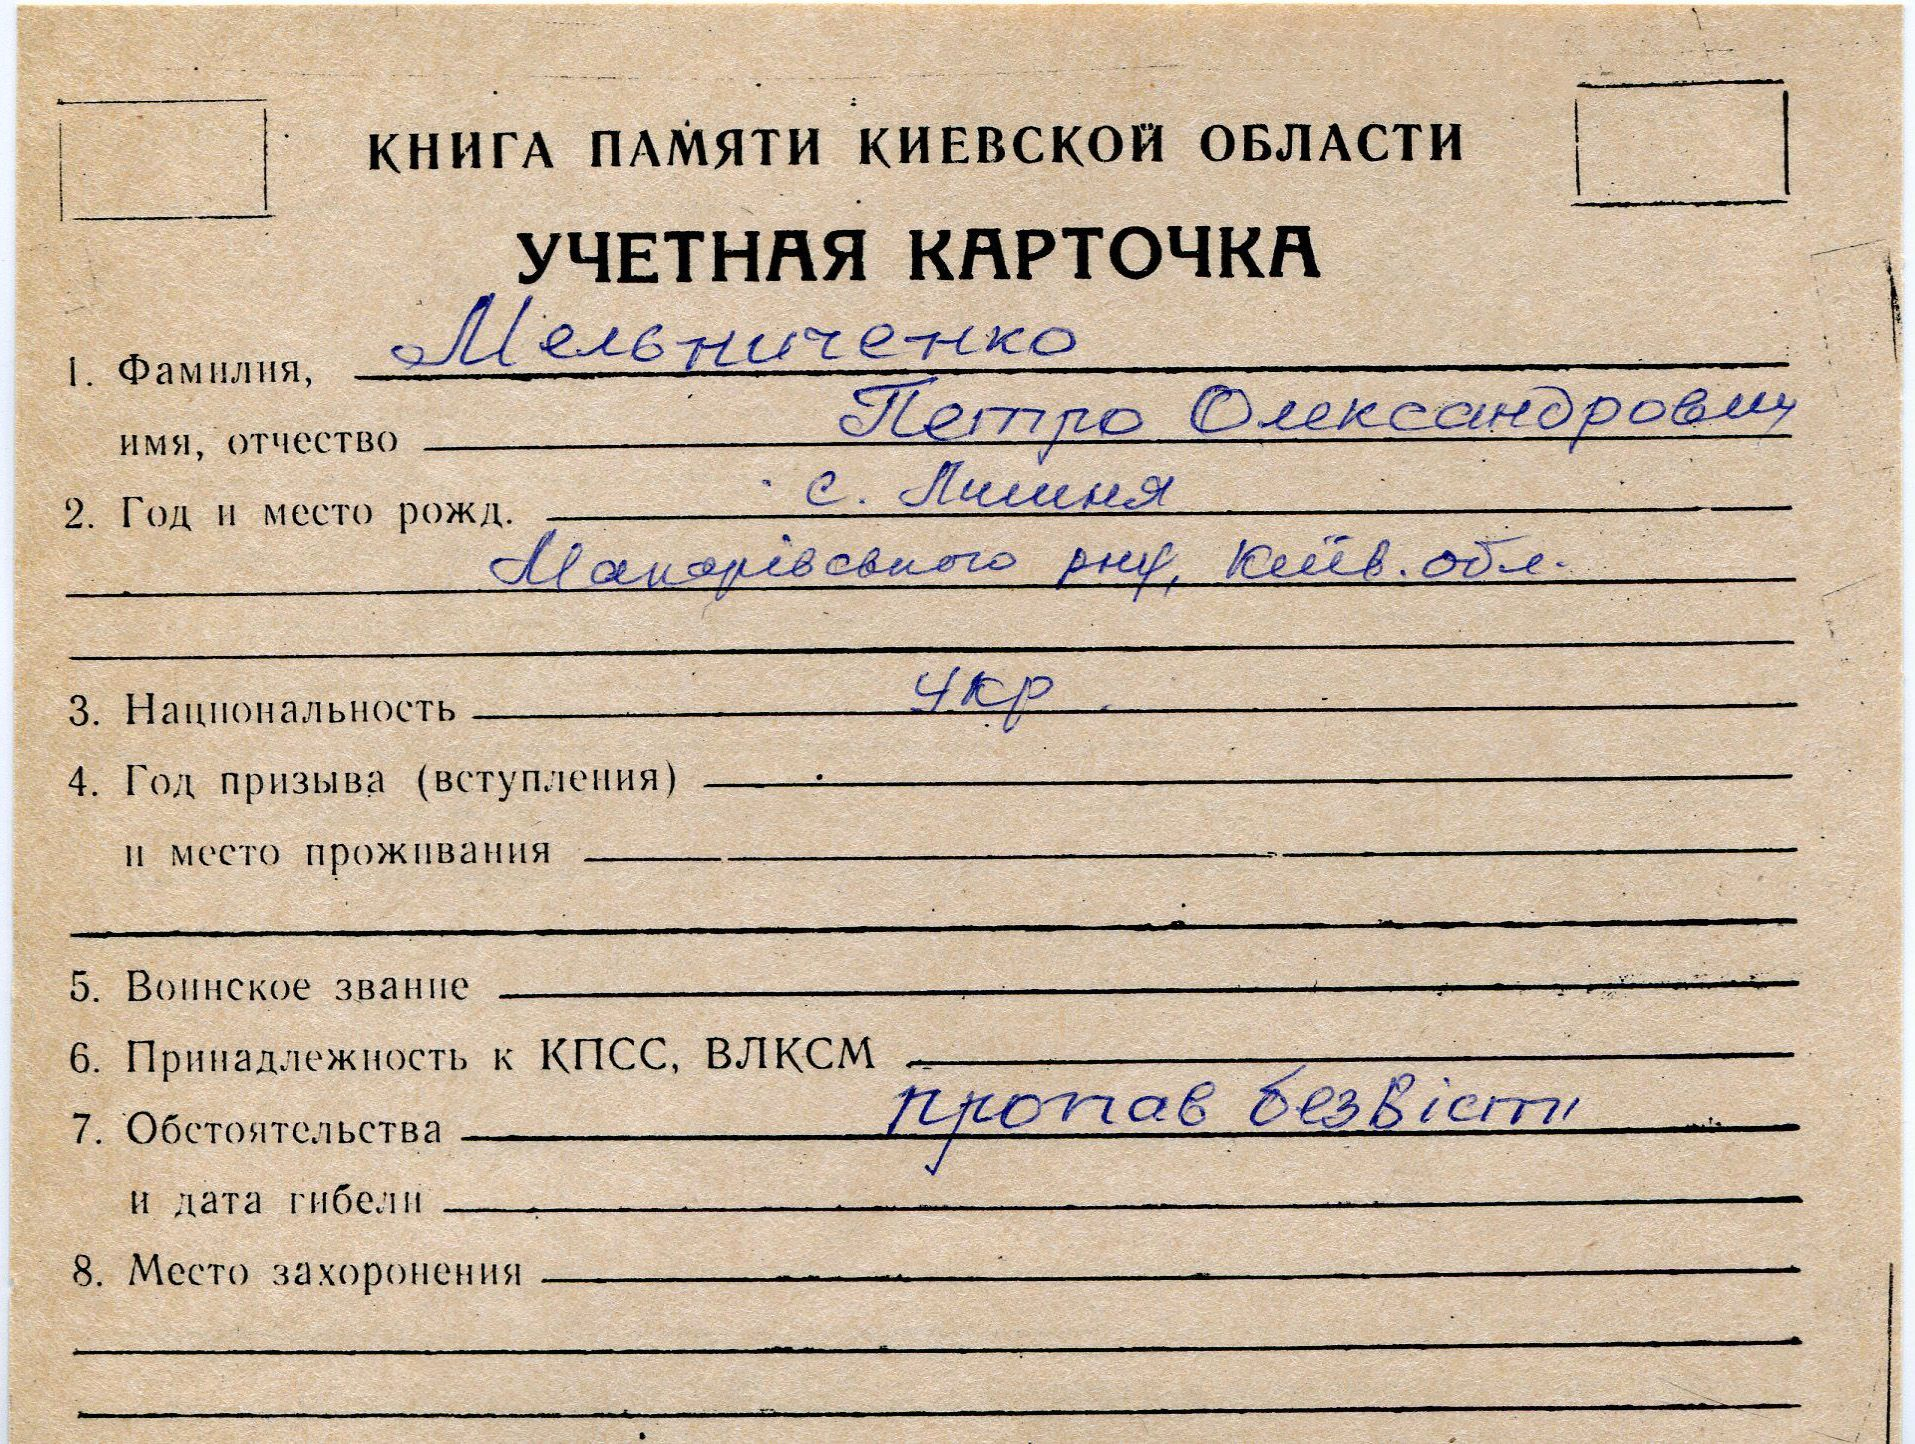 КНИГА ПАМЯТИ КИЕВСКОЙ ОБЛАСТИ
УЧЕТНАЯ КАРТОЧКА
1. Фамилия, Мельниченко
имя, отчество Петро Олександрович
2. Год и место рожд. с. Лишня
Макарівського р-ну, Київ. обл.
3. Национальность укр.
4. Год призыва (вступления)
и место проживания
5. Воинское звание
6. Принадлежность к КПСС, ВЛКСМ
7. Обстоятельства пропав безвісті
и дата гибели
8. Место захоронения